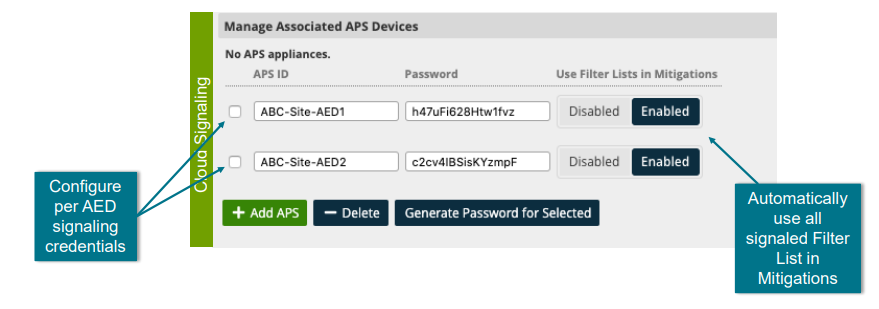 Manage Associated APS Devices
No APS appliances.
APS ID Password Use Filter Lists in Mitigations
ABC-Site-AED1 h47uFi628Htw1fvz Disabled Enabled
ABC-Site-AED2 c2cv4IBSisKYzmpF Disabled Enabled
+ Add APS − Delete Generate Password for Selected
Cloud Signaling
Configure
per AED
signaling
credentials
Automatically
use all
signaled Filter
List in
Mitigations